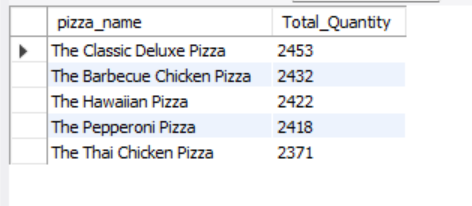 pizza_name Total_Quantity
The Classic Deluxe Pizza 2453
The Barbecue Chicken Pizza 2432
The Hawaiian Pizza 2422
The Pepperoni Pizza 2418
The Thai Chicken Pizza 2371